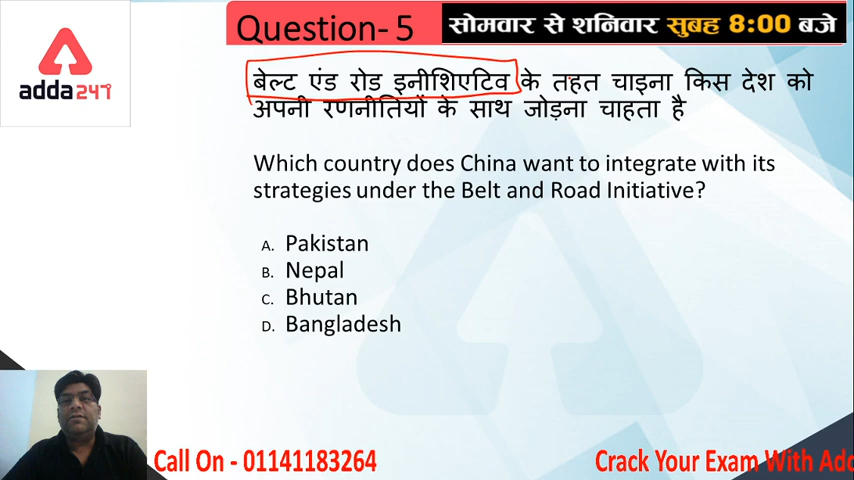 Question- 5
सोमवार से शनिवार सुबह 8:00 बजे
adda247
बेल्ट एंड रोड इनीशिएटिव के तहत चाइना किस देश को
अपनी रणनीतियों के साथ जोड़ना चाहता है
Which country does China want to integrate with its
strategies under the Belt and Road Initiative?
A. Pakistan
B. Nepal
C. Bhutan
D. Bangladesh
Call On - 01141183264
Crack Your Exam With Add